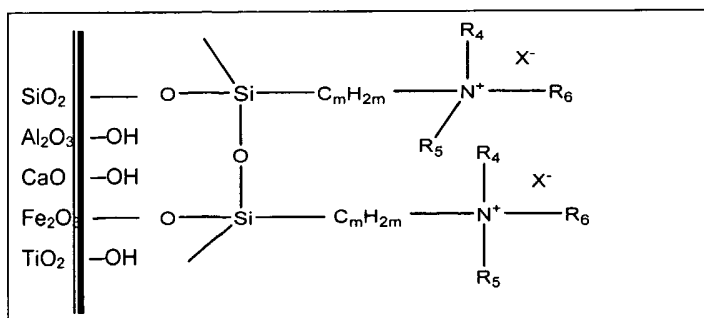 R₄ X⁻
SiO₂ O Si CₘH₂ₘ N⁺ R₆
R₅
Al₂O₃ –OH
O R₄
CaO –OH X⁻
Fe₂O₃ O Si CₘH₂ₘ N⁺ R₆
TiO₂ –OH R₅